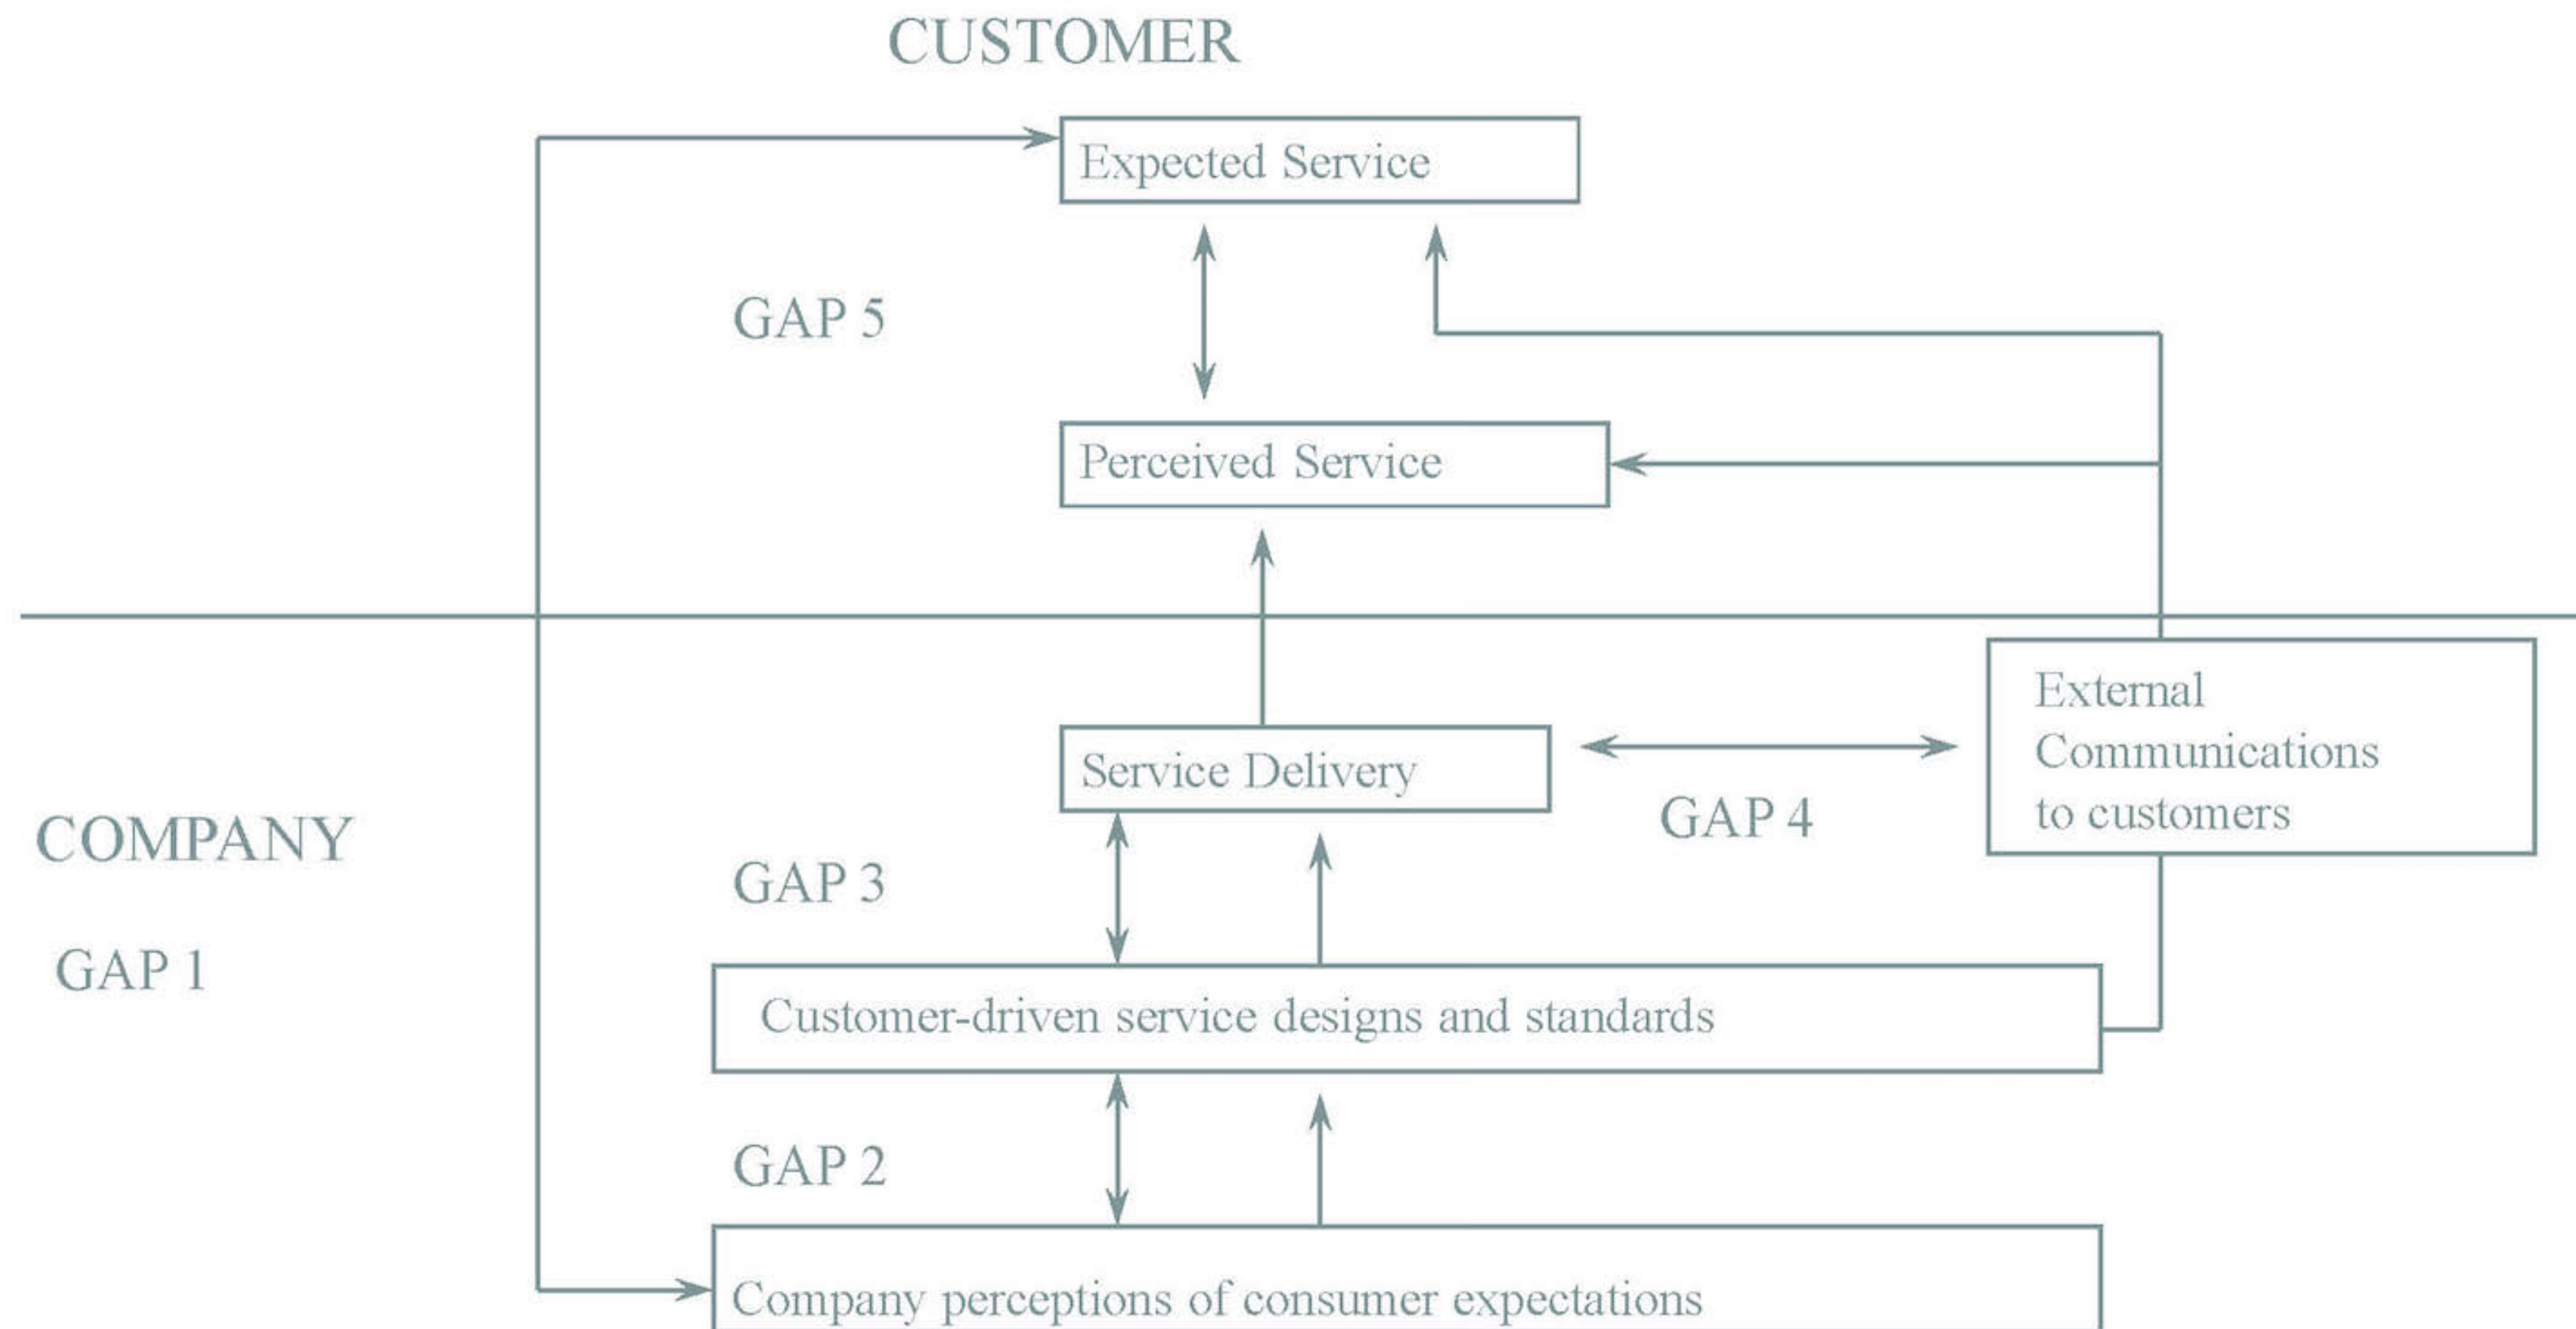 CUSTOMER
Expected Service
GAP 5
Perceived Service
External
Communications
to customers
Service Delivery
GAP 4
COMPANY
GAP 3
GAP 1
Customer-driven service designs and standards
GAP 2
Company perceptions of consumer expectations